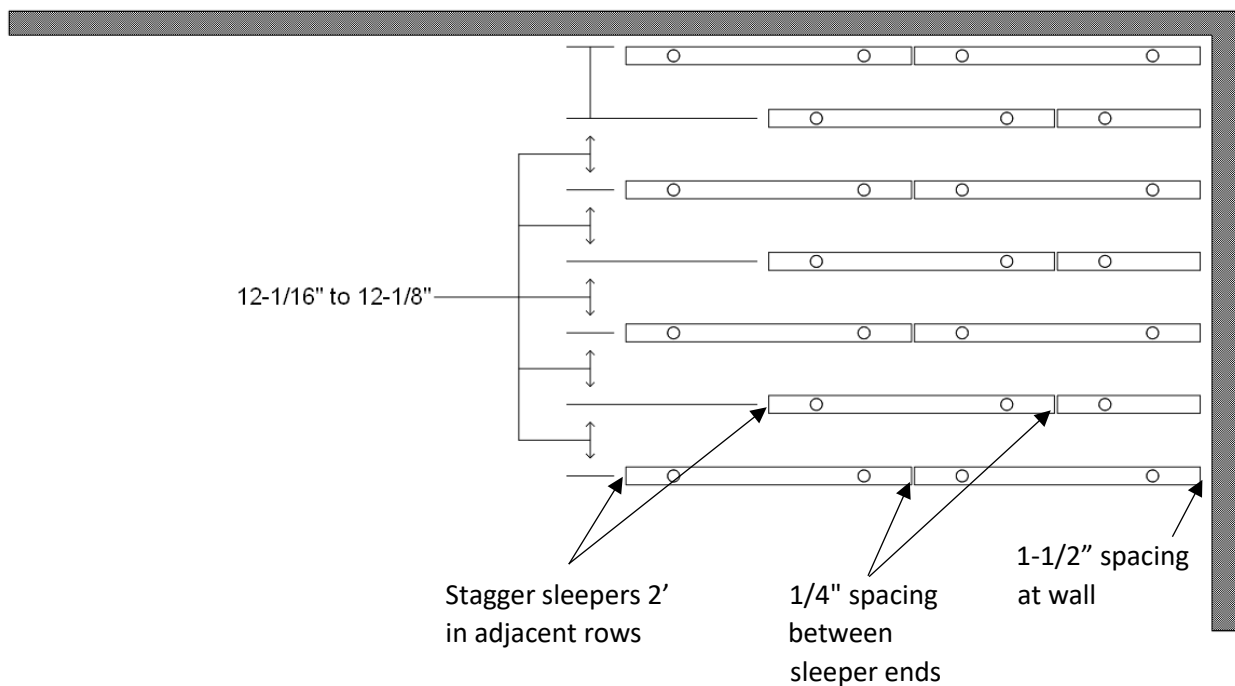 12-1/16" to 12-1/8"
Stagger sleepers 2’
in adjacent rows
1/4" spacing
between
sleeper ends
1-1/2” spacing
at wall